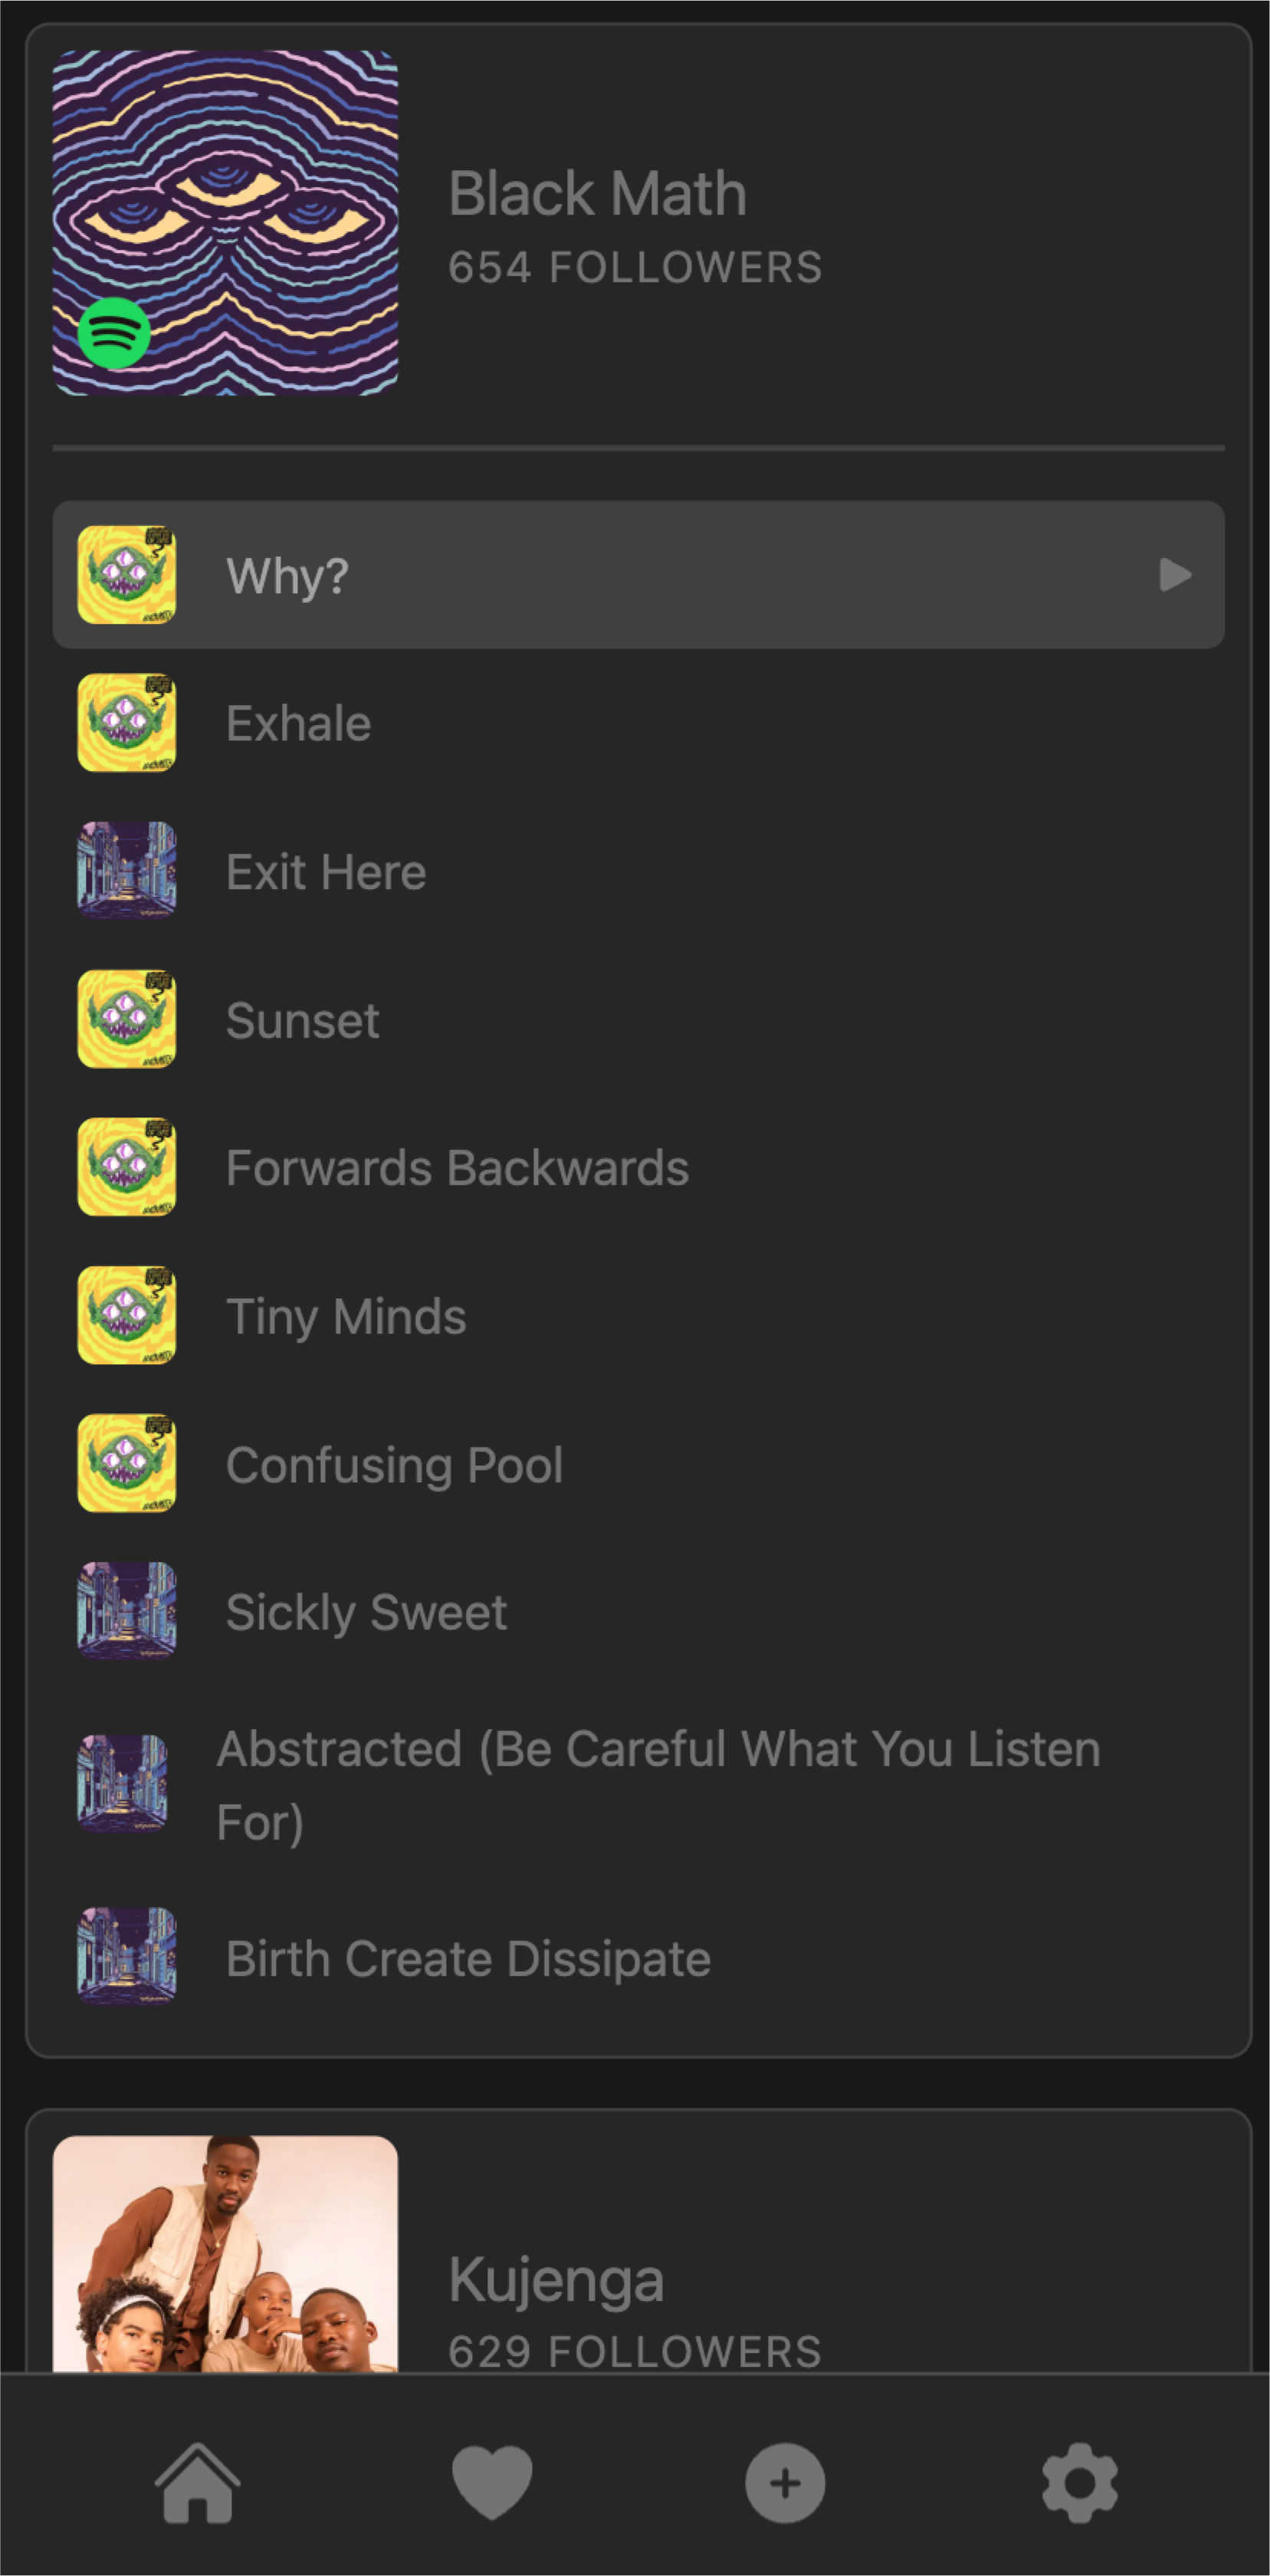 Black Math
654 FOLLOWERS
Why?
Exhale
Exit Here
Sunset
Forwards Backwards
Tiny Minds
Confusing Pool
Sickly Sweet
Abstracted (Be Careful What You Listen
For)
Birth Create Dissipate
Kujenga
629 FOLLOWERS